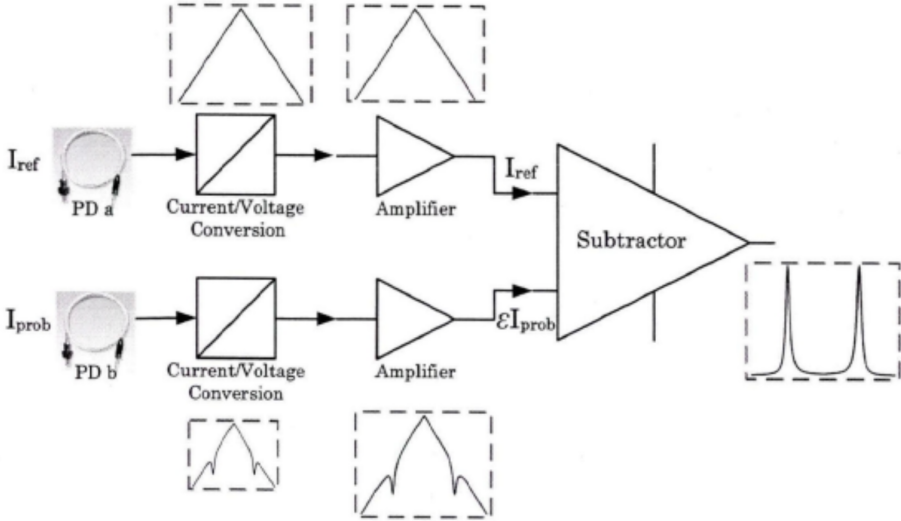 I_ref
PD a
Current/Voltage
Conversion
Amplifier
I_ref
Subtractor
I_prob
PD b
Current/Voltage
Conversion
Amplifier
εI_prob